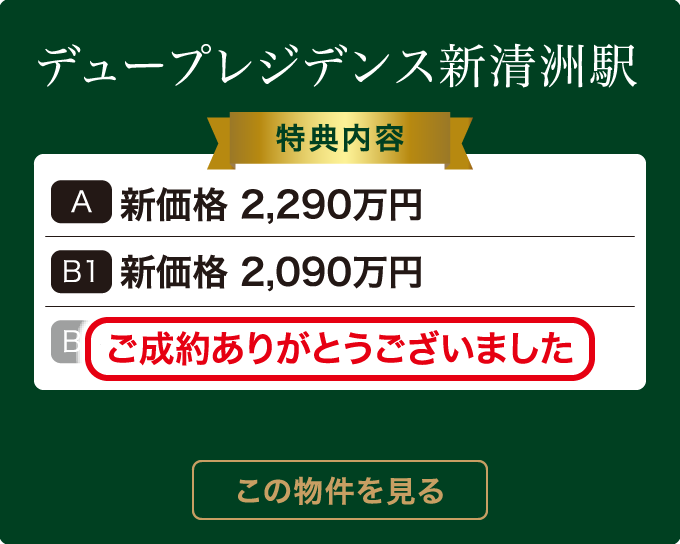 デュープレジデンス新清洲駅
特典内容
A 新価格 2,290万円
B1 新価格 2,090万円
B ご成約ありがとうございました
この物件を見る